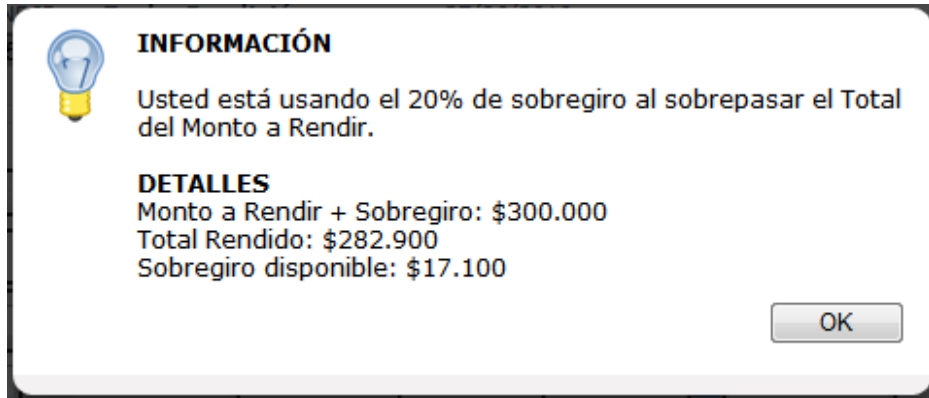 INFORMACIÓN
Usted está usando el 20% de sobregiro al sobrepasar el Total
del Monto a Rendir.
DETALLES
Monto a Rendir + Sobregiro: $300.000
Total Rendido: $282.900
Sobregiro disponible: $17.100
OK